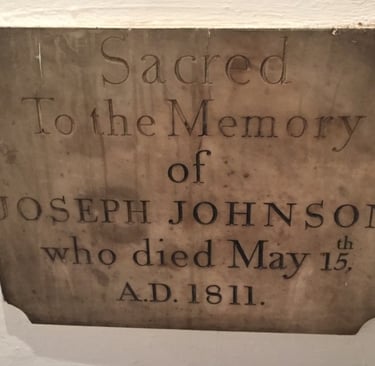 Sacred
To the Memory
of
JOSEPH JOHNSON
who died May 15th,
A.D. 1811.